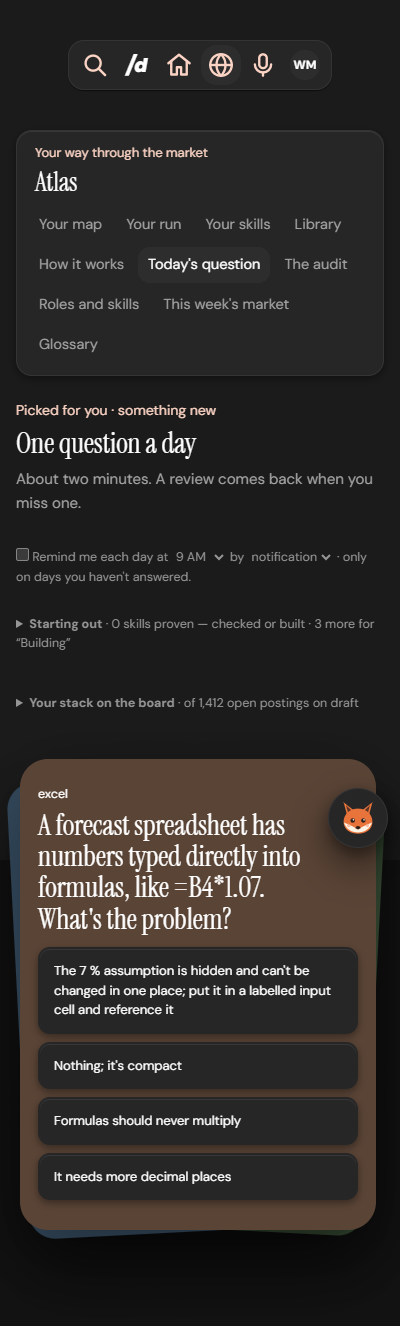 /d
WM
Your way through the market
Atlas
Your map Your run Your skills Library
How it works Today's question The audit
Roles and skills This week's market
Glossary
Picked for you · something new
One question a day
About two minutes. A review comes back when you
miss one.
Remind me each day at 9 AM by notification · only
on days you haven't answered.
Starting out · 0 skills proven — checked or built · 3 more for
“Building”
Your stack on the board · of 1,412 open postings on draft
excel
A forecast spreadsheet has
numbers typed directly into
formulas, like =B4*1.07.
What's the problem?
The 7 % assumption is hidden and can't be
changed in one place; put it in a labelled input
cell and reference it
Nothing; it's compact
Formulas should never multiply
It needs more decimal places